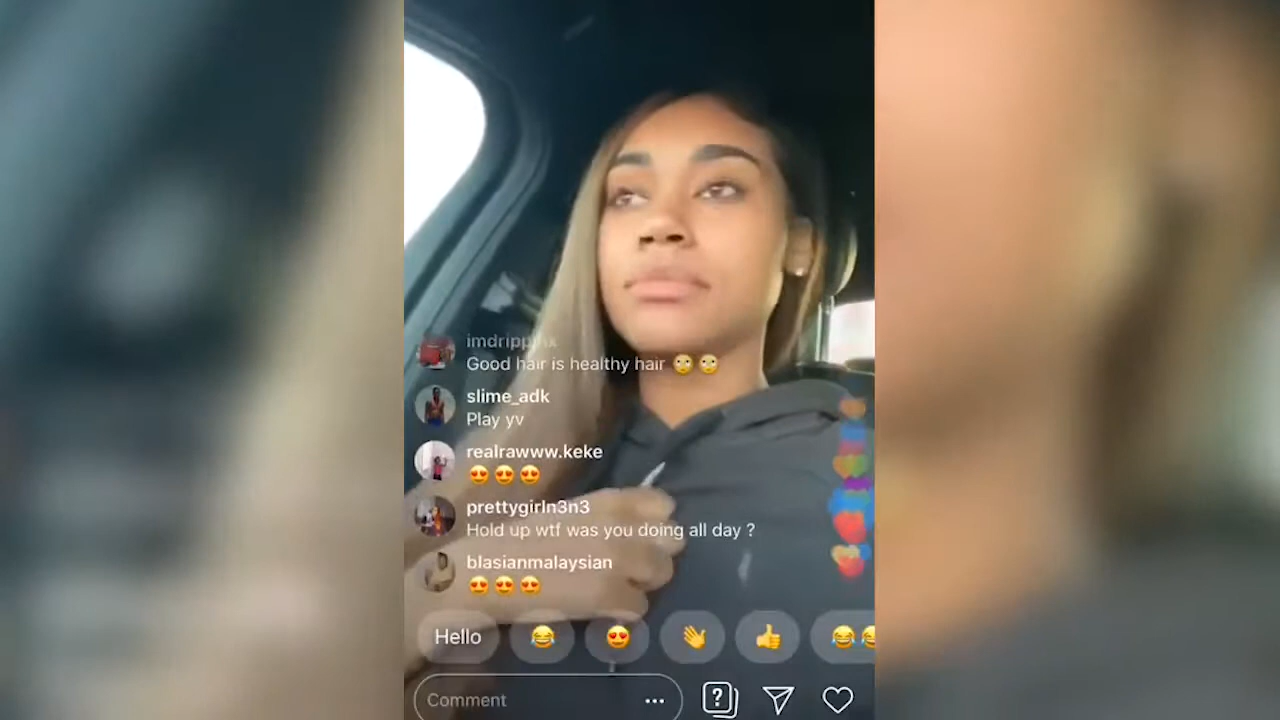 Good hair is healthy hair 🙄🙄
slime_adk
Play yv
realrawww.keke
😍😍😍
prettygirln3n3
Hold up wtf was you doing all day ?
blasianmalaysian
😍😍😍
Hello 😂 😍 👋 👍 😂😂
Comment
?